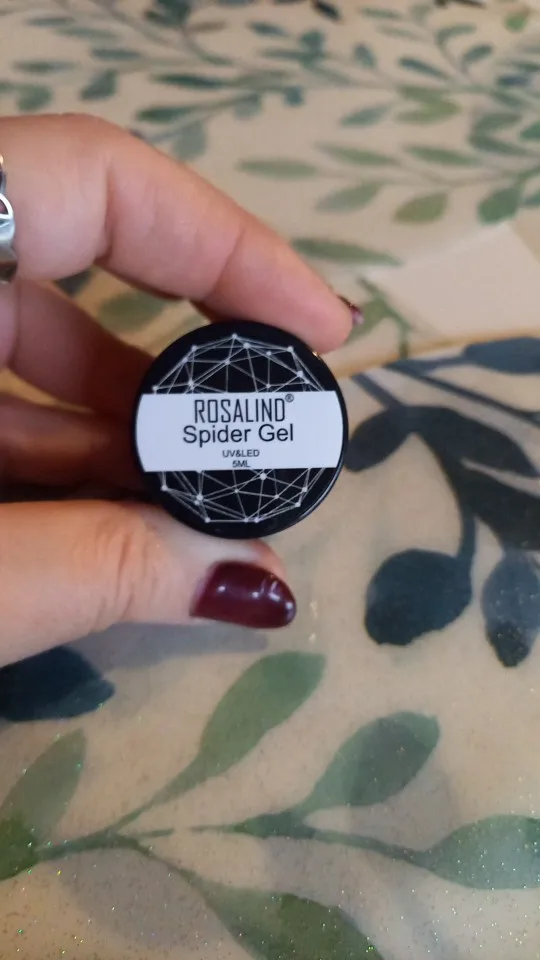 ROSALIND®
Spider Gel
UV&LED
5ML